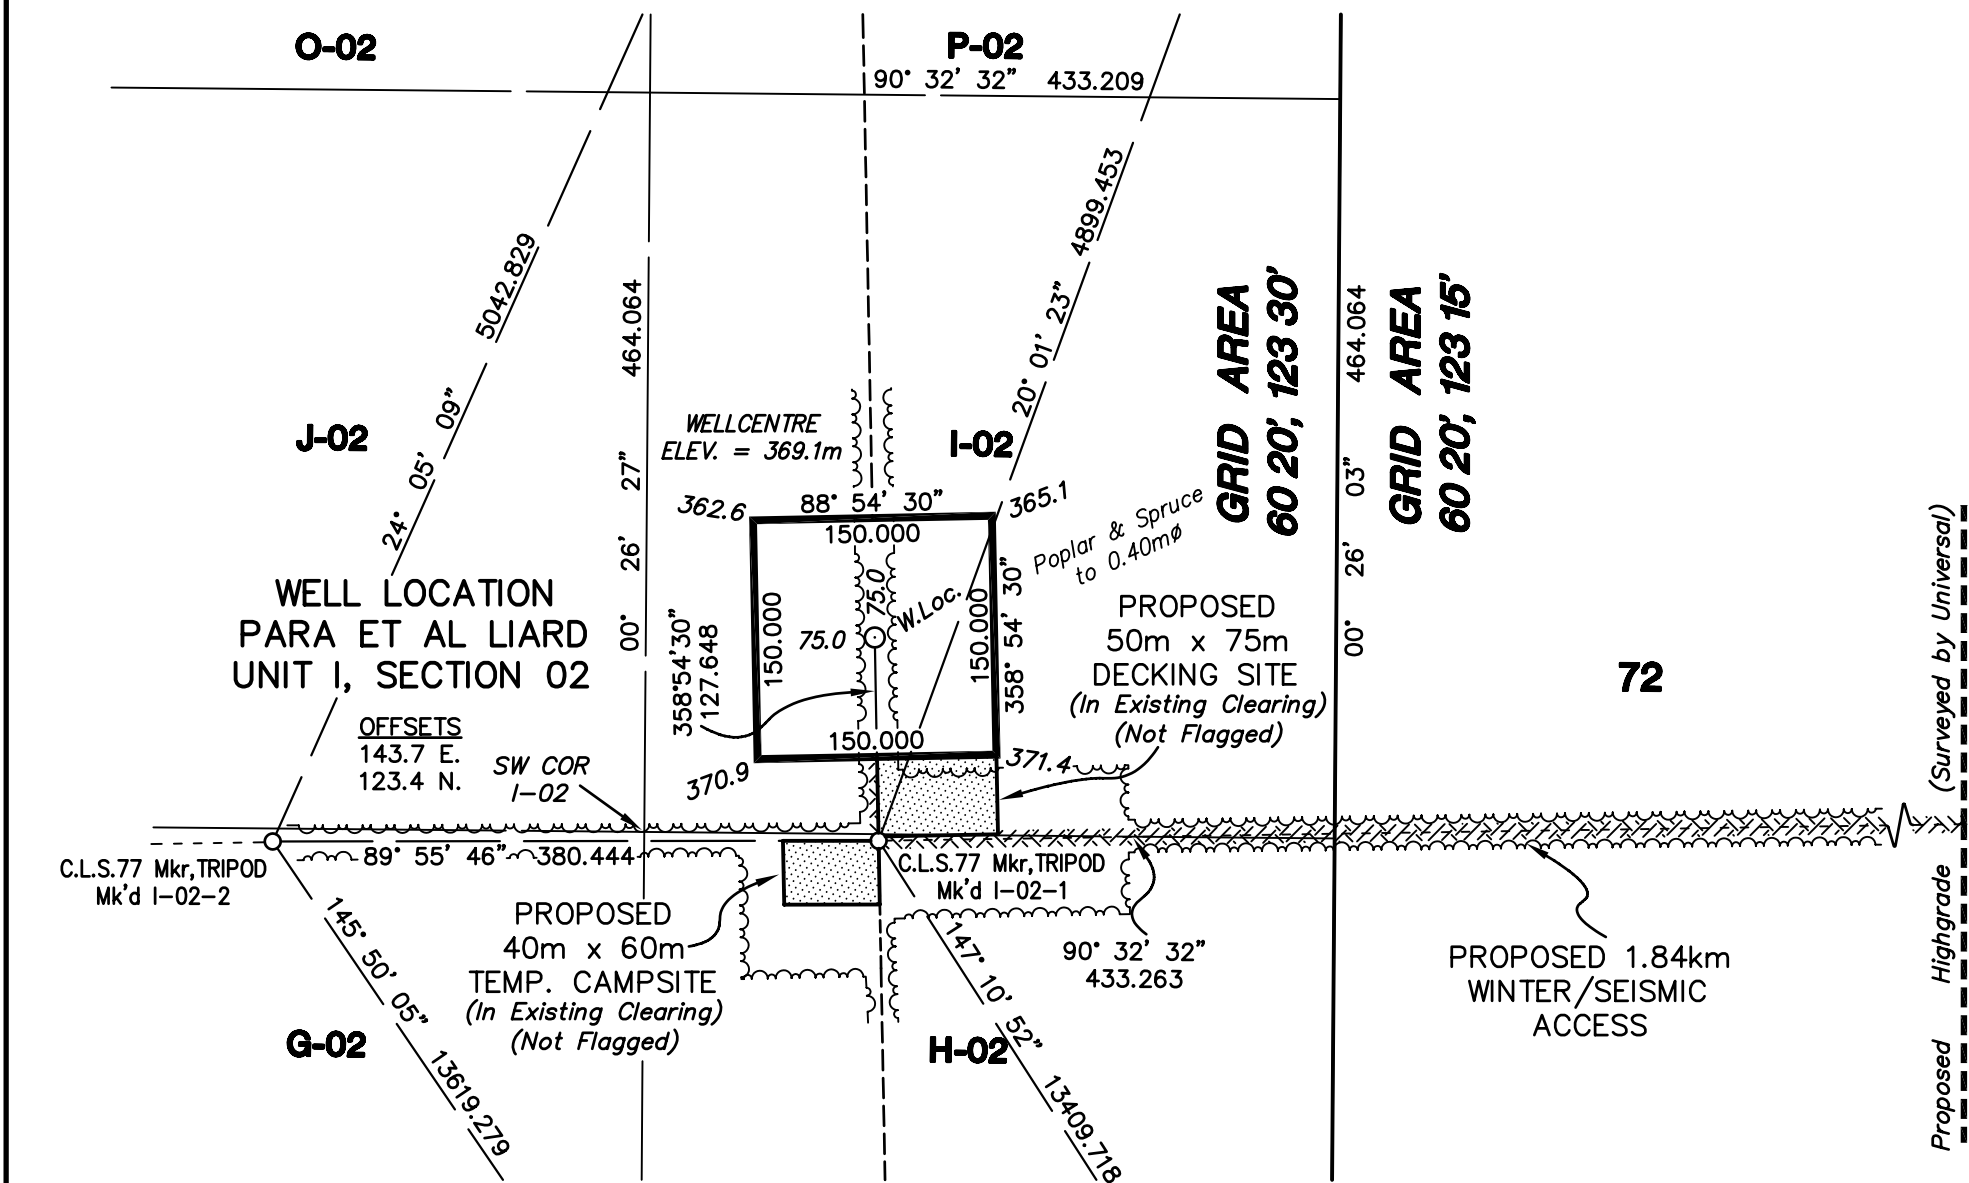 O-02
P-02
90° 32' 32" 433.209
5042.829
24° 05' 09"
464.064
00° 26' 27"
4899.453
20° 01' 23"
GRID AREA
60 20', 123 30'
464.064
00° 26' 03"
GRID AREA
60 20', 123 15'
J-02
WELLCENTRE
ELEV. = 369.1m
I-02
362.6
88° 54' 30"
365.1
150.000
Poplar & Spruce
to 0.40mø
WELL LOCATION
PARA ET AL LIARD
UNIT I, SECTION 02
358°54'30"
127.648
150.000
75.0
75.0
W.Loc.
150.000
358° 54' 30"
PROPOSED
50m x 75m
DECKING SITE
(In Existing Clearing)
(Not Flagged)
72
OFFSETS
143.7 E.
123.4 N.
SW COR
I-02
150.000
370.9
371.4
C.L.S.77 Mkr,TRIPOD
Mk'd I-02-2
89° 55' 46" 380.444
C.L.S.77 Mkr,TRIPOD
Mk'd I-02-1
PROPOSED
40m x 60m
TEMP. CAMPSITE
(In Existing Clearing)
(Not Flagged)
145° 50' 05" 13619.279
147° 10' 52" 13409.718
90° 32' 32"
433.263
PROPOSED 1.84km
WINTER/SEISMIC
ACCESS
G-02
H-02
Proposed Highgrade (Surveyed by Universal)